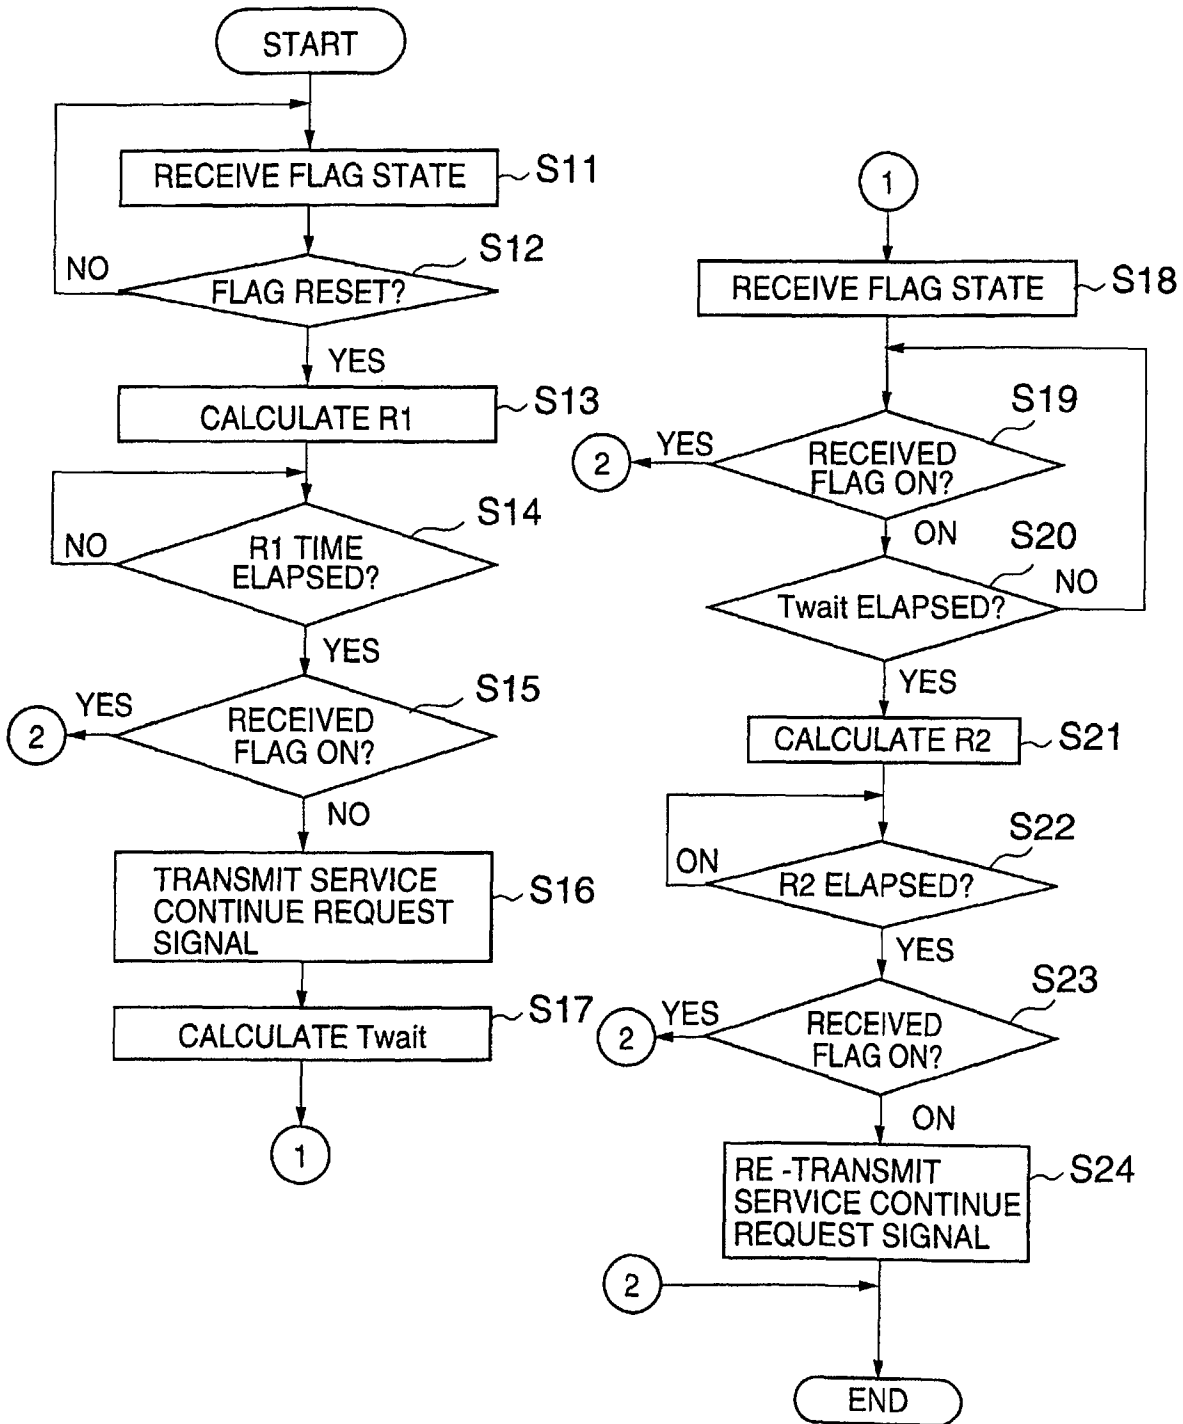 START
RECEIVE FLAG STATE
S11
S12
NO
FLAG RESET?
YES
CALCULATE R1
S13
S14
NO
R1 TIME
ELAPSED?
YES
S15
YES
2
RECEIVED
FLAG ON?
NO
TRANSMIT SERVICE
CONTINUE REQUEST
SIGNAL
S16
CALCULATE Twait
S17
1
1
RECEIVE FLAG STATE
S18
S19
YES
2
RECEIVED
FLAG ON?
ON
S20
NO
Twait ELAPSED?
YES
CALCULATE R2
S21
S22
ON
R2 ELAPSED?
YES
S23
YES
2
RECEIVED
FLAG ON?
ON
RE -TRANSMIT
SERVICE CONTINUE
REQUEST SIGNAL
S24
2
END